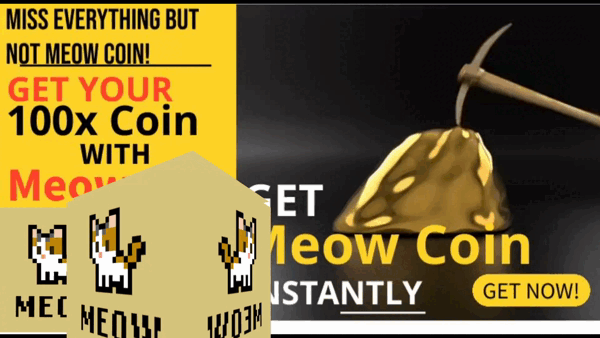 MISS EVERYTHING BUT
NOT MEOW COIN!
GET YOUR
100x Coin
WITH
Meow
GET
Meow Coin
INSTANTLY
GET NOW!
MEO
MEOW!
MEOW